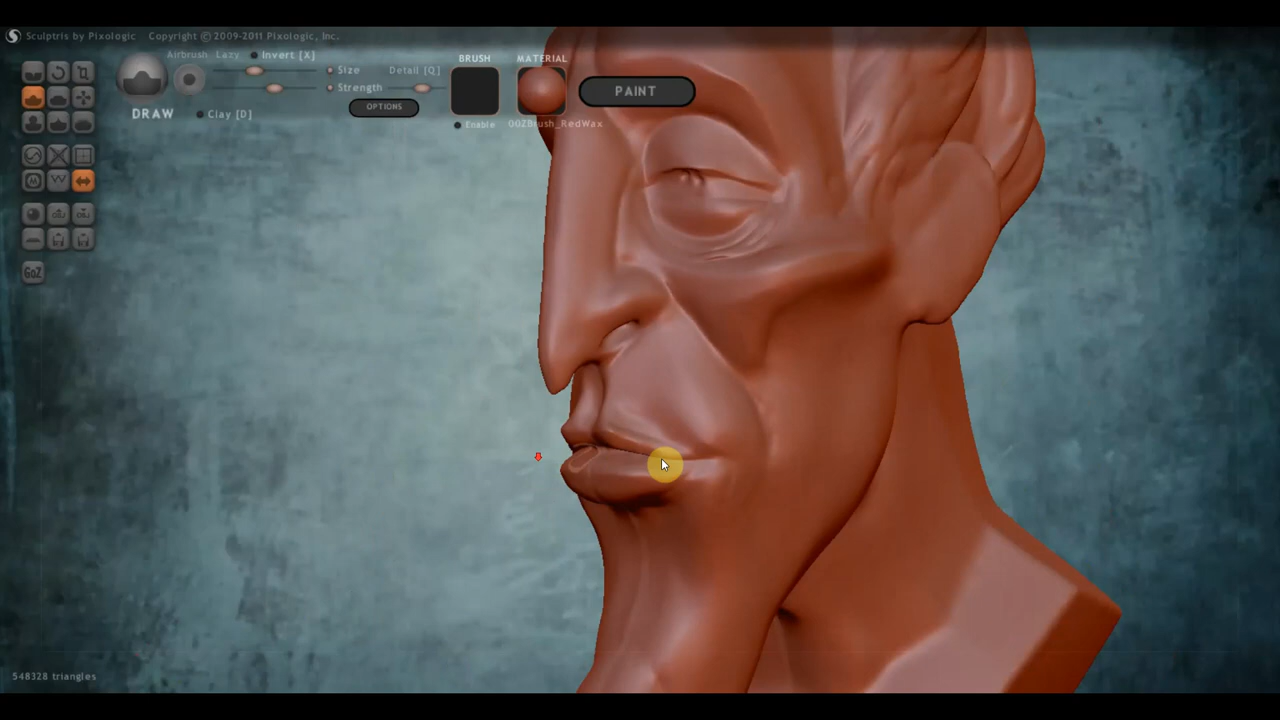 Sculptris by Pixologic   Copyright © 2009-2011 Pixologic, Inc.
Airbrush   Lazy   Invert [X]
Size   Detail [Q]
Strength
OPTIONS
DRAW   Clay [D]
BRUSH
Enable
MATERIAL
00ZBrush_RedWax
PAINT
GoZ
548328 triangles